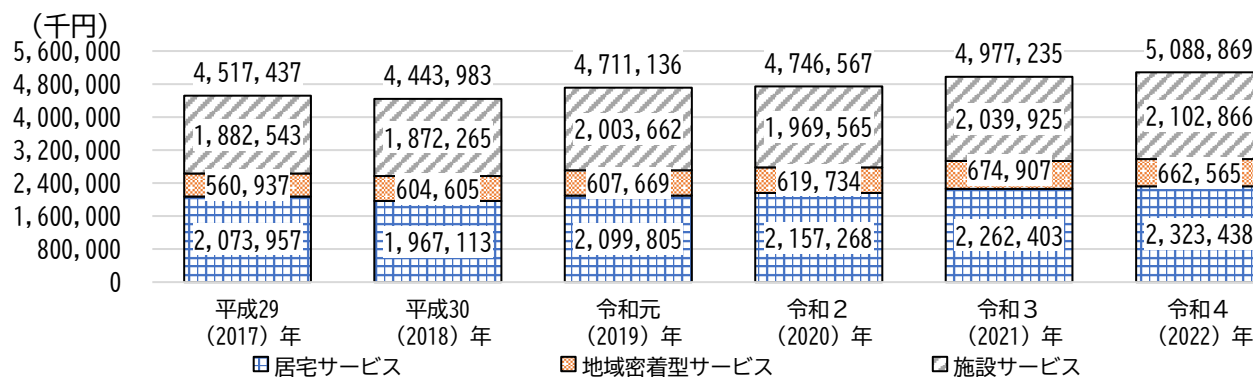 (千円)
5,600,000
4,800,000
4,000,000
3,200,000
2,400,000
1,600,000
800,000
0
4,517,437 4,443,983 4,711,136 4,746,567 4,977,235 5,088,869
1,882,543 1,872,265 2,003,662 1,969,565 2,039,925 2,102,866
560,937 604,605 607,669 619,734 674,907 662,565
2,073,957 1,967,113 2,099,805 2,157,268 2,262,403 2,323,438
平成29 平成30 令和元 令和2 令和3 令和4
(2017)年 (2018)年 (2019)年 (2020)年 (2021)年 (2022)年
居宅サービス 地域密着型サービス 施設サービス